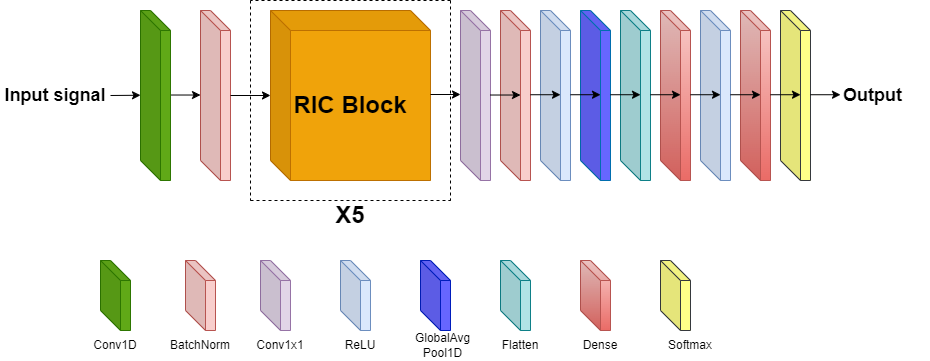 Input signal
RIC Block
Output
X5
Conv1D
BatchNorm
Conv1x1
ReLU
GlobalAvg
Pool1D
Flatten
Dense
Softmax